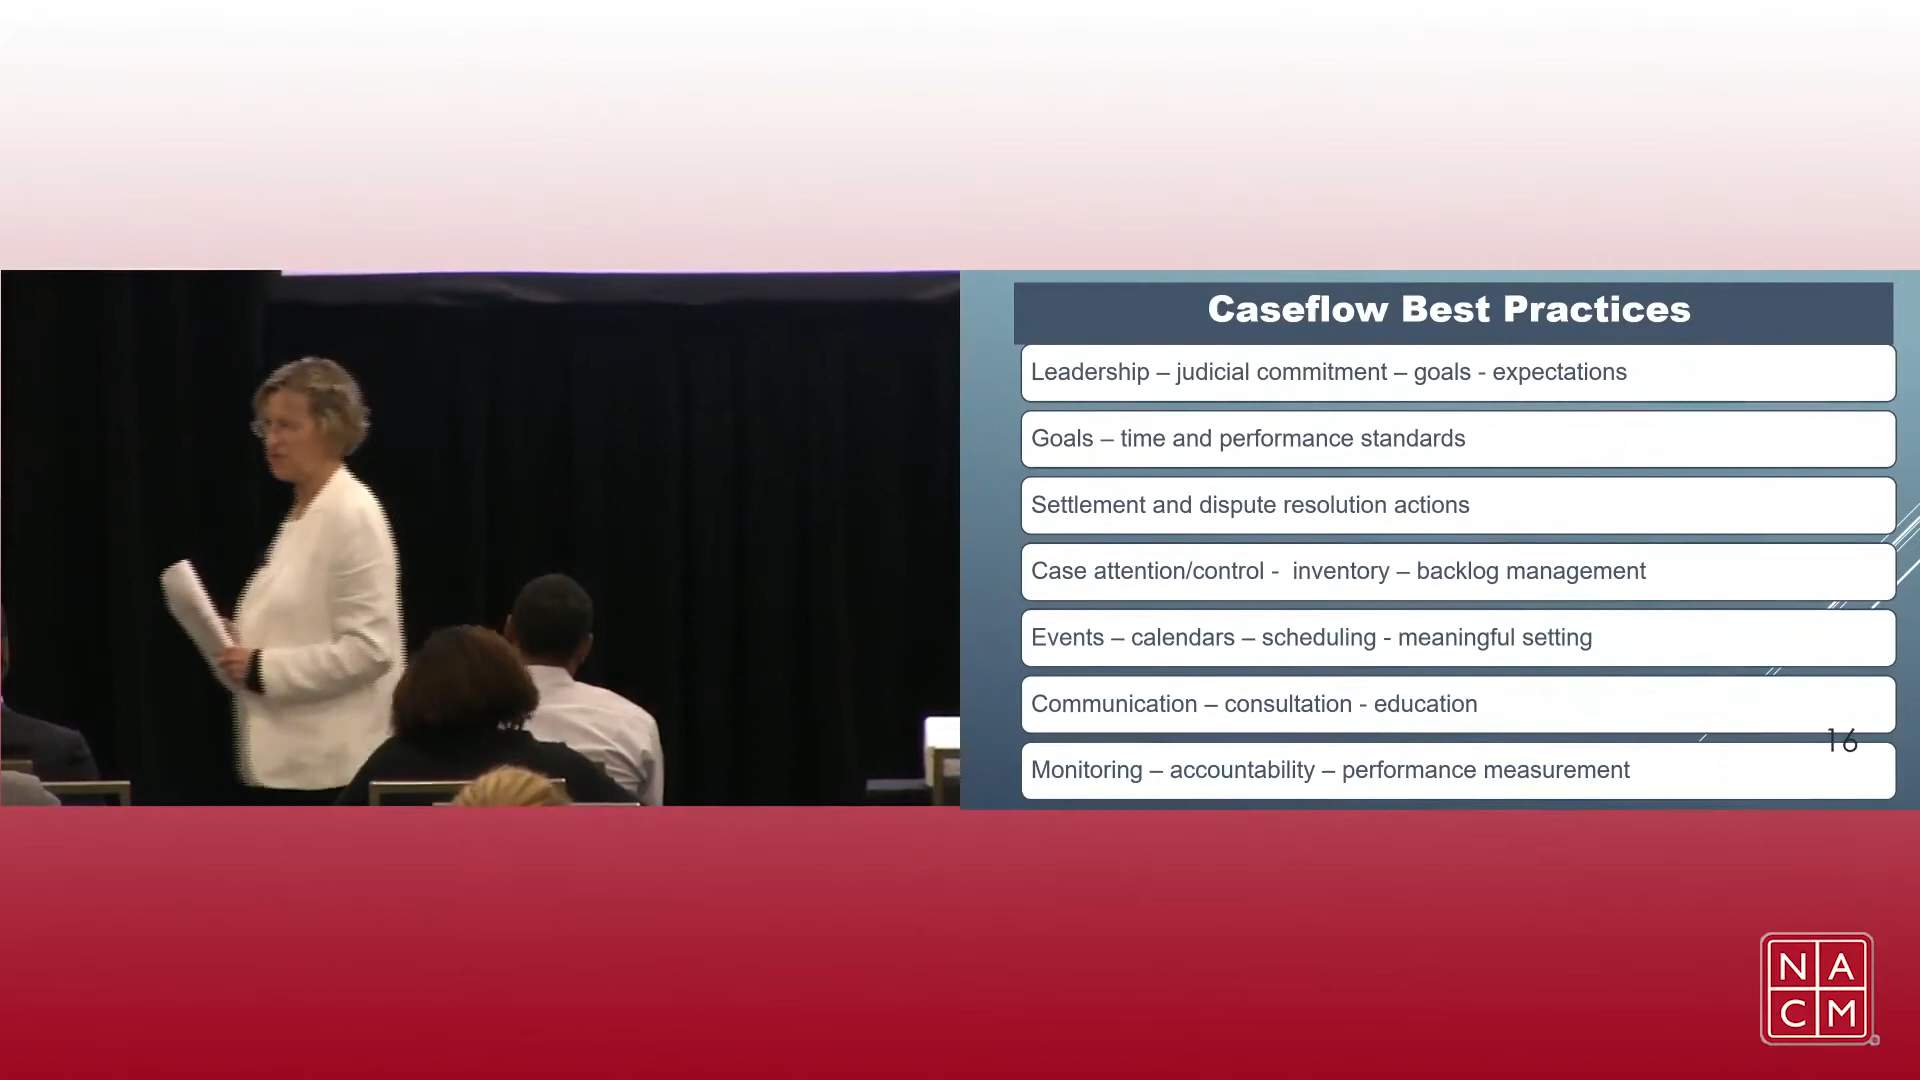 Caseflow Best Practices
Leadership – judicial commitment – goals - expectations
Goals – time and performance standards
Settlement and dispute resolution actions
Case attention/control -  inventory – backlog management
Events – calendars – scheduling - meaningful setting
Communication – consultation - education
16
Monitoring – accountability – performance measurement
N A
C M